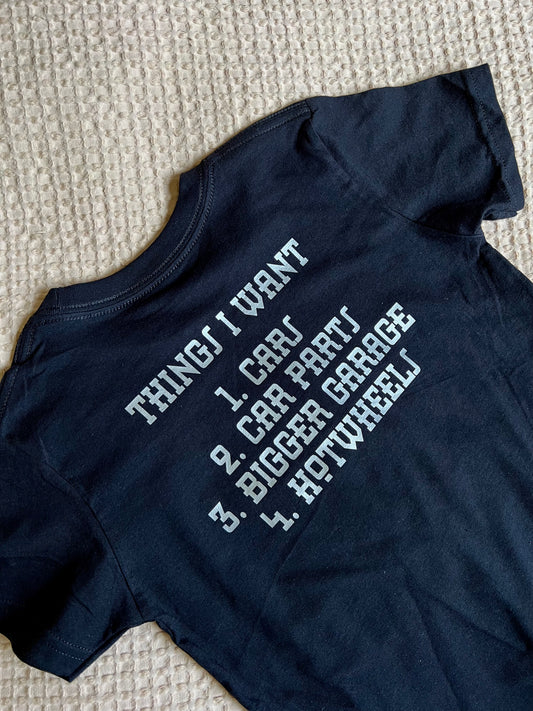 THINGS I WANT
1. CARS
2. CAR PARTS
3. BIGGER GARAGE
4. HOTWHEELS